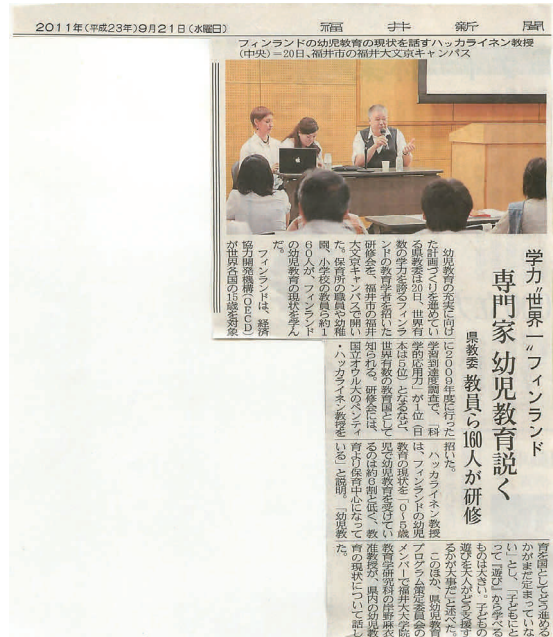 2011年(平成23年)9月21日(水曜日)
福井新聞
フィンランドの幼児教育の現状を話すハッカライネン教授
(中央)=20日、福井市の福井大文京キャンパス
学力“世界一”フィンランド
専門家 幼児教育説く
県教委 教員ら160人が研修
幼児教育の充実に向け
た計画づくりを進めてい
る県教委は20日、世界有
数の学力を誇るフィンラ
ンドの教育学者を招いた
研修会を、福井市の福井
大文京キャンパスで開い
た。保育所の職員や幼稚
園、小学校の教員ら約1
60人が、フィンランド
の幼児教育の現状を学ん
だ。
フィンランドは、経済
協力開発機構(OECD)
が世界各国の15歳を対象
に2009年度に行った
学習到達度調査で、「科
学的応用力」が1位(日
本は5位)となるなど、
世界有数の教育国として
知られる。研修会には、
国立オウル大のペンティ
・ハッカライネン教授を
招いた。
ハッカライネン教授
は、フィンランドの幼児
教育の現状を「0〜5歳
児で幼児教育を受けてい
るのは約6割と低く、教
育より保育中心になって
いる」と説明。「幼児教
育を国としてどう進める
かがまだ定まっていな
い」とし、「子どもにと
って『遊び』から学べる
ものは大きい。子どもの
遊びを大人がどう支援す
るかが大事だ」と述べた。
このほか、県幼児教育
プログラム策定委員会の
メンバーで福井大大学院
教育学研究科の岸野麻衣
准教授が、県内の幼児教
育の現状について話し
た。